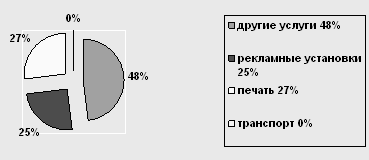 0%
27%
48%
25%
другие услуги 48%
рекламные установки
25%
печать 27%
транспорт 0%